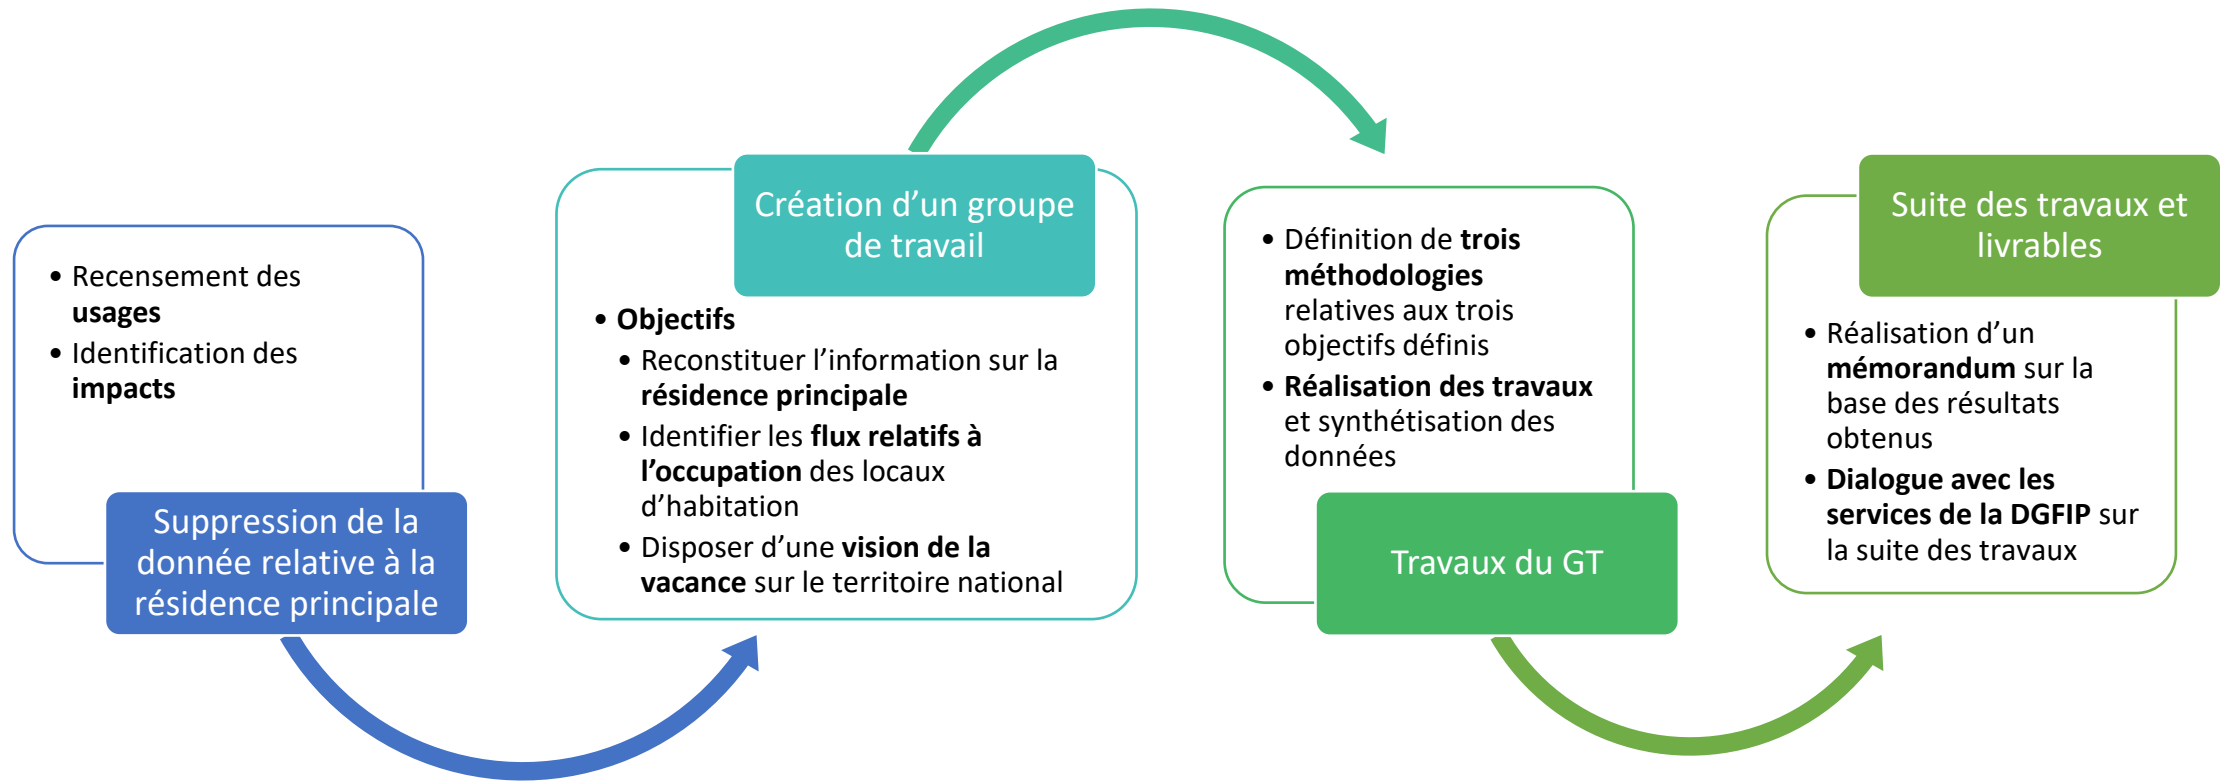 • Recensement des
usages
• Identification des
impacts
Suppression de la
donnée relative à la
résidence principale
Création d’un groupe
de travail
• Objectifs
• Reconstituer l’information sur la
résidence principale
• Identifier les flux relatifs à
l’occupation des locaux
d’habitation
• Disposer d’une vision de la
vacance sur le territoire national
• Définition de trois
méthodologies
relatives aux trois
objectifs définis
• Réalisation des travaux
et synthétisation des
données
Travaux du GT
Suite des travaux et
livrables
• Réalisation d’un
mémorandum sur la
base des résultats
obtenus
• Dialogue avec les
services de la DGFIP sur
la suite des travaux